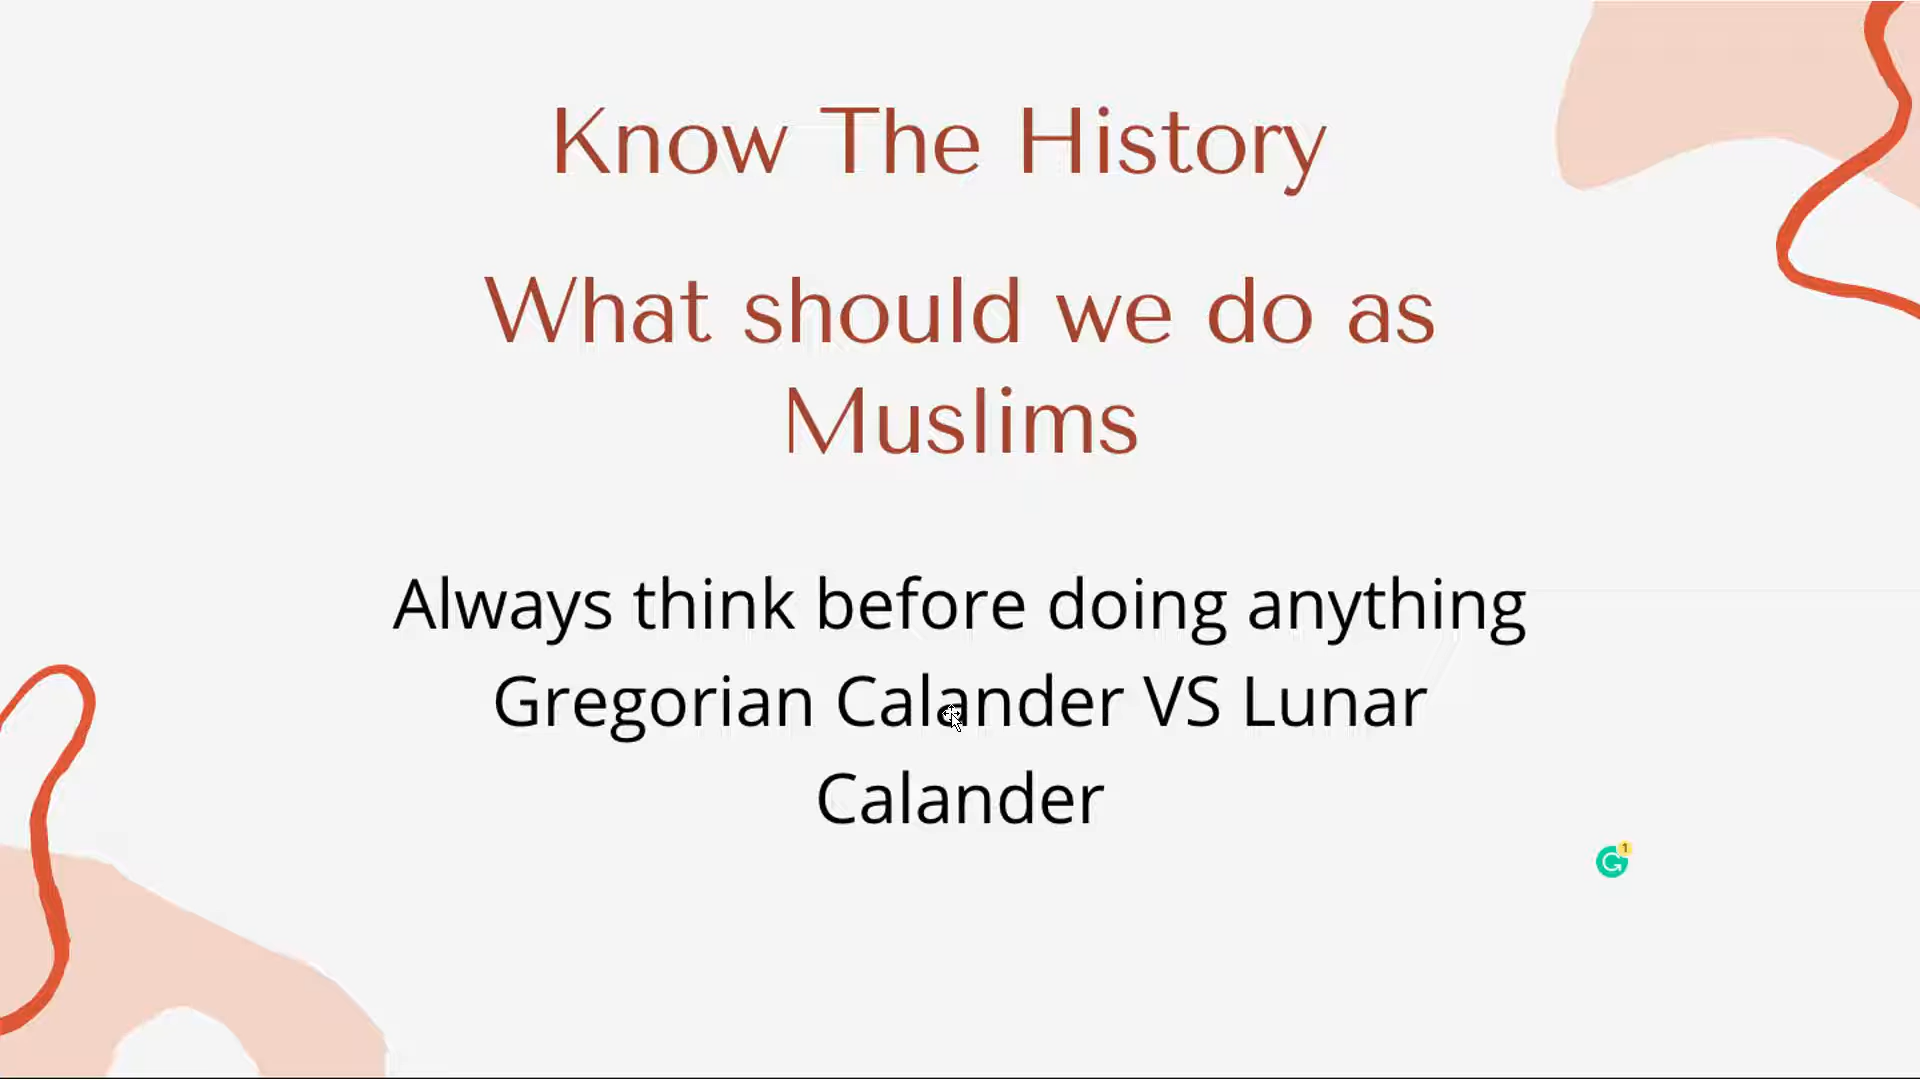 Know The History
What should we do as
Muslims
Always think before doing anything
Gregorian Calander VS Lunar
Calander
1